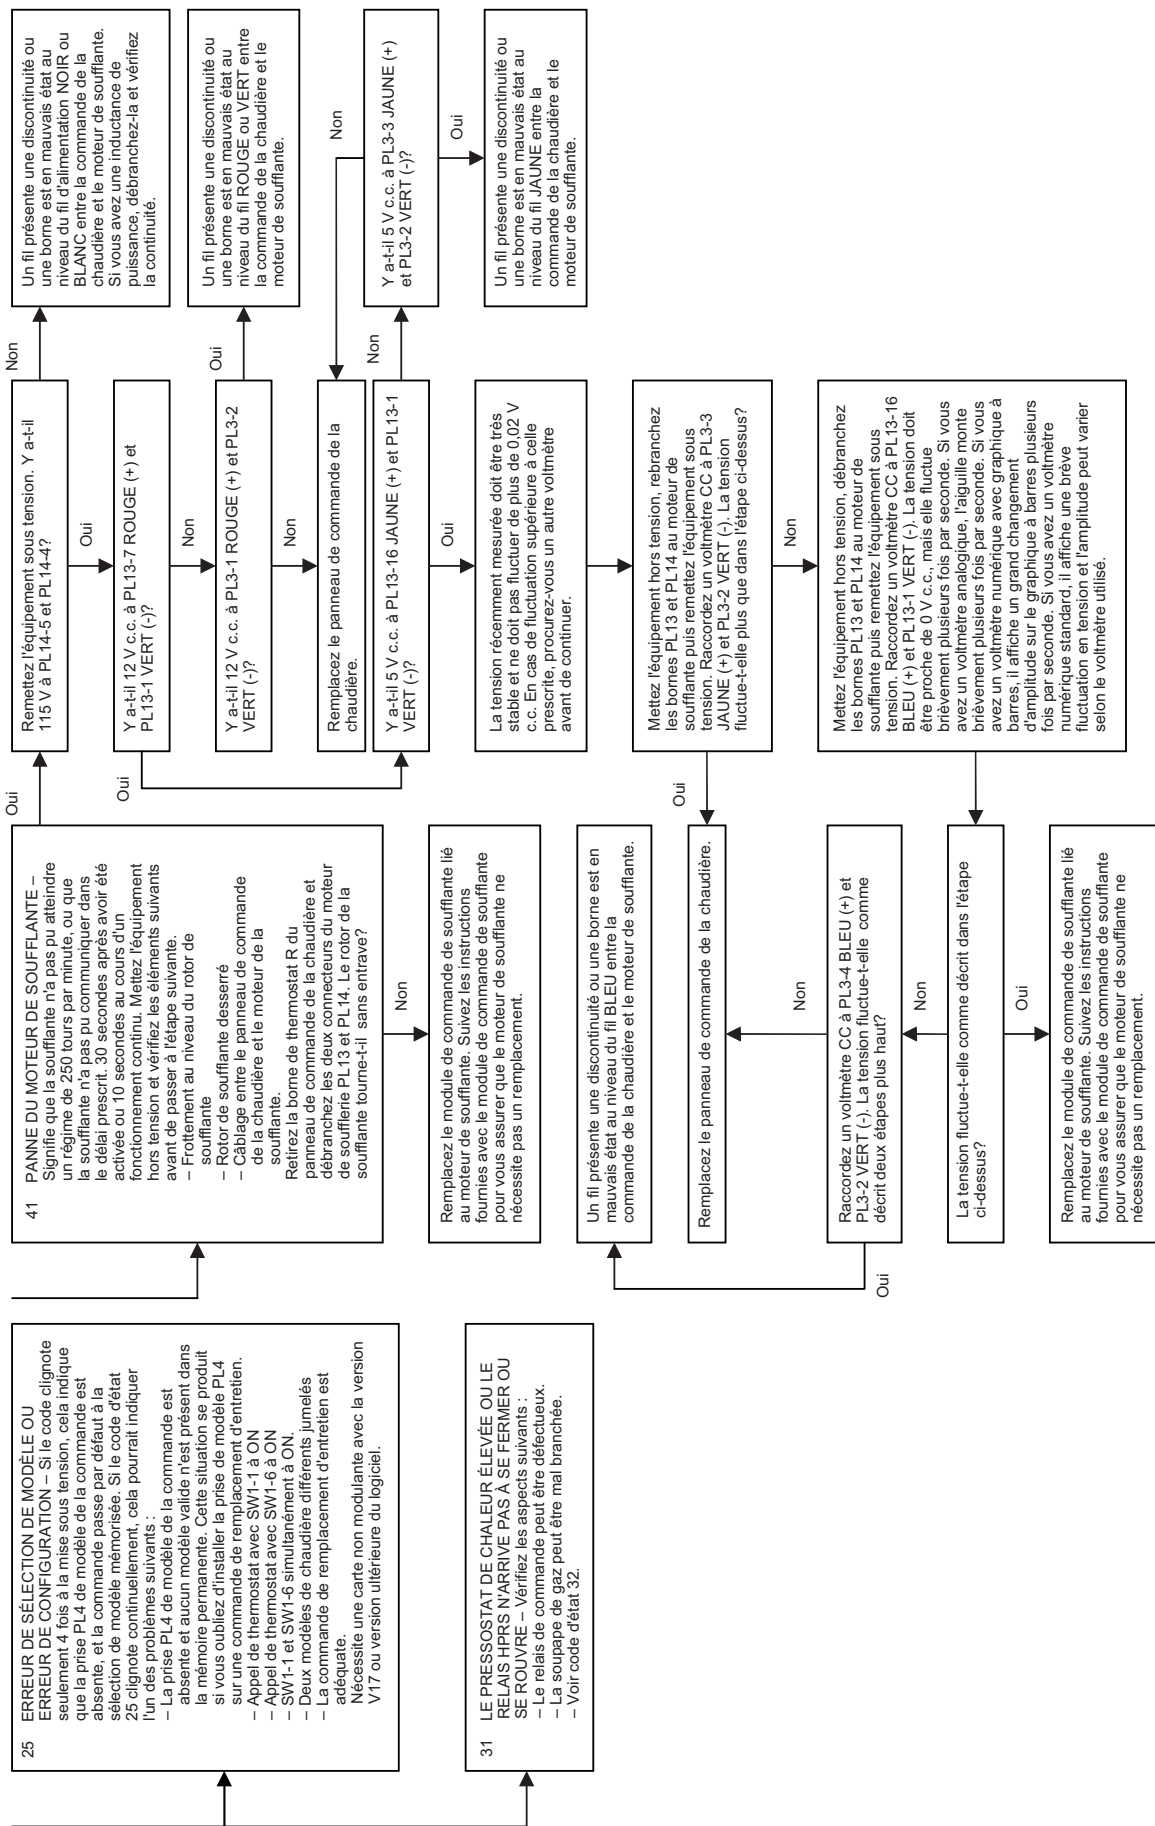 25 ERREUR DE SÉLECTION DE MODÈLE OU
ERREUR DE CONFIGURATION – Si le code clignote
seulement 4 fois à la mise sous tension, cela indique
que la prise PL4 de modèle de la commande est
absente, et la commande passe par défaut à la
sélection de modèle mémorisée. Si le code d'état
25 clignote continuellement, cela pourrait indiquer
l'un des problèmes suivants :
– La prise PL4 de modèle de la commande est
absente et aucun modèle valide n'est présent dans
la mémoire permanente. Cette situation se produit
si vous oubliez d'installer la prise de modèle PL4
sur une commande de remplacement d'entretien.
– Appel de thermostat avec SW1-1 à ON
– Appel de thermostat avec SW1-6 à ON
– SW1-1 et SW1-6 simultanément à ON.
– Deux modèles de chaudière différents jumelés
– La commande de remplacement d'entretien est
adéquate.
Nécessite une carte non modulante avec la version
V17 ou version ultérieure du logiciel.
31 LE PRESSOSTAT DE CHALEUR ÉLEVÉE OU LE
RELAIS HPRS N'ARRIVE PAS À SE FERMER OU
SE ROUVRE – Vérifiez les aspects suivants :
– Le relais de commande peut être défectueux.
– La soupape de gaz peut être mal branchée.
– Voir code d'état 32.
41 PANNE DU MOTEUR DE SOUFFLANTE –
Signifie que la soufflante n'a pas pu atteindre
un régime de 250 tours par minute, ou que
la soufflante n'a pas pu communiquer dans
le délai prescrit. 30 secondes après avoir été
activée ou 10 secondes au cours d'un
fonctionnement continu. Mettez l'équipement
hors tension et vérifiez les éléments suivants
avant de passer à l'étape suivante.
– Frottement au niveau du rotor de
soufflante
– Rotor de soufflante desserré
– Câblage entre le panneau de commande
de la chaudière et le moteur de la
soufflante.
Retirez la borne de thermostat R du
panneau de commande de la chaudière et
débranchez les deux connecteurs du moteur
de soufflerie PL13 et PL14. Le rotor de la
soufflante tourne-t-il sans entrave?
Oui
Non
Remplacez le module de commande de soufflante lié
au moteur de soufflante. Suivez les instructions
fournies avec le module de commande de soufflante
pour vous assurer que le moteur de soufflante ne
nécessite pas un remplacement.
Remettez l'équipement sous tension. Y a-t-il
115 V à PL14-5 et PL14-4?
Non
Oui
Un fil présente une discontinuité ou
une borne est en mauvais état au
niveau du fil d'alimentation NOIR ou
BLANC entre la commande de la
chaudière et le moteur de soufflante.
Si vous avez une inductance de
puissance, débranchez-la et vérifiez
la continuité.
Y a-t-il 12 V c.c. à PL13-7 ROUGE (+) et
PL13-1 VERT (-)?
Oui
Non
Y a-t-il 12 V c.c. à PL3-1 ROUGE (+) et PL3-2
VERT (-)?
Oui
Non
Un fil présente une discontinuité ou
une borne est en mauvais état au
niveau du fil ROUGE ou VERT entre
la commande de la chaudière et le
moteur de soufflante.
Remplacez le panneau de commande de la
chaudière.
Y a-t-il 5 V c.c. à PL13-16 JAUNE (+) et PL13-1
VERT (-)?
Non
Oui
Y a-t-il 5 V c.c. à PL3-3 JAUNE (+)
et PL3-2 VERT (-)?
Non
Oui
Un fil présente une discontinuité ou
une borne est en mauvais état au
niveau du fil JAUNE entre la
commande de la chaudière et le
moteur de soufflante.
La tension récemment mesurée doit être très
stable et ne doit pas fluctuer de plus de 0,02 V
c.c. En cas de fluctuation supérieure à celle
prescrite, procurez-vous un autre voltmètre
avant de continuer.
Mettez l'équipement hors tension, rebranchez
les bornes PL13 et PL14 au moteur de
soufflante puis remettez l'équipement sous
tension. Raccordez un voltmètre CC à PL3-3
JAUNE (+) et PL3-2 VERT (-). La tension
fluctue-t-elle plus que dans l'étape ci-dessus?
Oui
Non
Remplacez le panneau de commande de la chaudière.
Mettez l'équipement hors tension, débranchez
les bornes PL13 et PL14 au moteur de
soufflante puis remettez l'équipement sous
tension. Raccordez un voltmètre CC à PL13-16
BLEU (+) et PL13-1 VERT (-). La tension doit
être proche de 0 V c.c., mais elle fluctue
brièvement plusieurs fois par seconde. Si vous
avez un voltmètre analogique, l'aiguille monte
brièvement plusieurs fois par seconde. Si vous
avez un voltmètre numérique avec graphique à
barres, il affiche un grand changement
d'amplitude sur le graphique à barres plusieurs
fois par seconde. Si vous avez un voltmètre
numérique standard, il affiche une brève
fluctuation en tension et l'amplitude peut varier
selon le voltmètre utilisé.
La tension fluctue-t-elle comme décrit dans l'étape
ci-dessus?
Non
Oui
Raccordez un voltmètre CC à PL3-4 BLEU (+) et
PL3-2 VERT (-). La tension fluctue-t-elle comme
décrit deux étapes plus haut?
Non
Oui
Un fil présente une discontinuité ou une borne est en
mauvais état au niveau du fil BLEU entre la
commande de la chaudière et le moteur de soufflante.
Remplacez le module de commande de soufflante lié
au moteur de soufflante. Suivez les instructions
fournies avec le module de commande de soufflante
pour vous assurer que le moteur de soufflante ne
nécessite pas un remplacement.